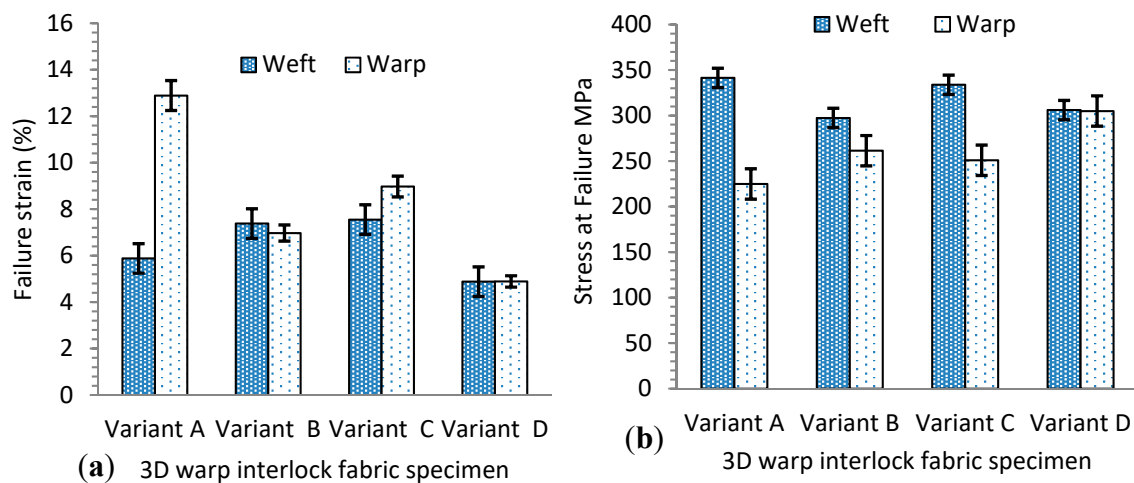 16
14
12
10
8
6
4
2
0
Failure strain (%)
Weft Warp
Variant A Variant B Variant C Variant D
(a) 3D warp interlock fabric specimen
400
350
300
250
200
150
100
50
0
Stress at Failure MPa
Weft Warp
Variant A Variant B Variant C Variant D
(b) 3D warp interlock fabric specimen